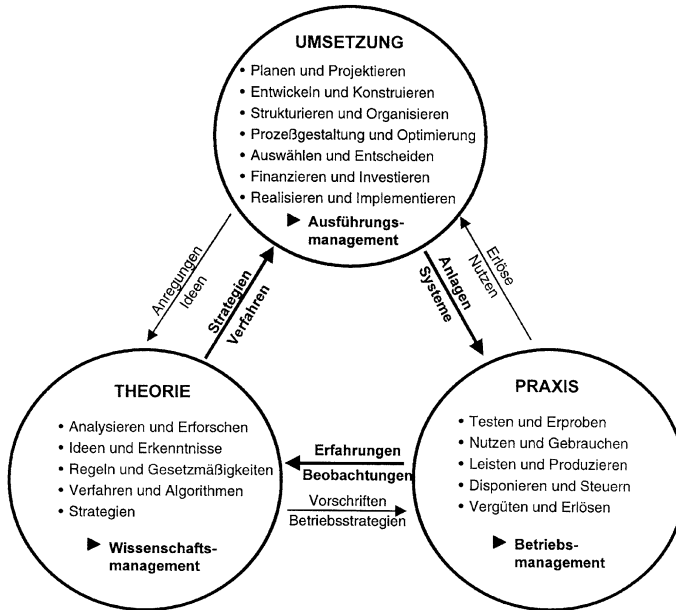 UMSETZUNG
• Planen und Projektieren
• Entwickeln und Konstruieren
• Strukturieren und Organisieren
• Prozeßgestaltung und Optimierung
• Auswählen und Entscheiden
• Finanzieren und Investieren
• Realisieren und Implementieren
► Ausführungs-
management
Anregungen
Ideen
Strategien
Verfahren
Anlagen
Systeme
Erlöse
Nutzen
THEORIE
• Analysieren und Erforschen
• Ideen und Erkenntnisse
• Regeln und Gesetzmäßigkeiten
• Verfahren und Algorithmen
• Strategien
► Wissenschafts-
management
Erfahrungen
Beobachtungen
Vorschriften
Betriebsstrategien
PRAXIS
• Testen und Erproben
• Nutzen und Gebrauchen
• Leisten und Produzieren
• Disponieren und Steuern
• Vergüten und Erlösen
► Betriebs-
management